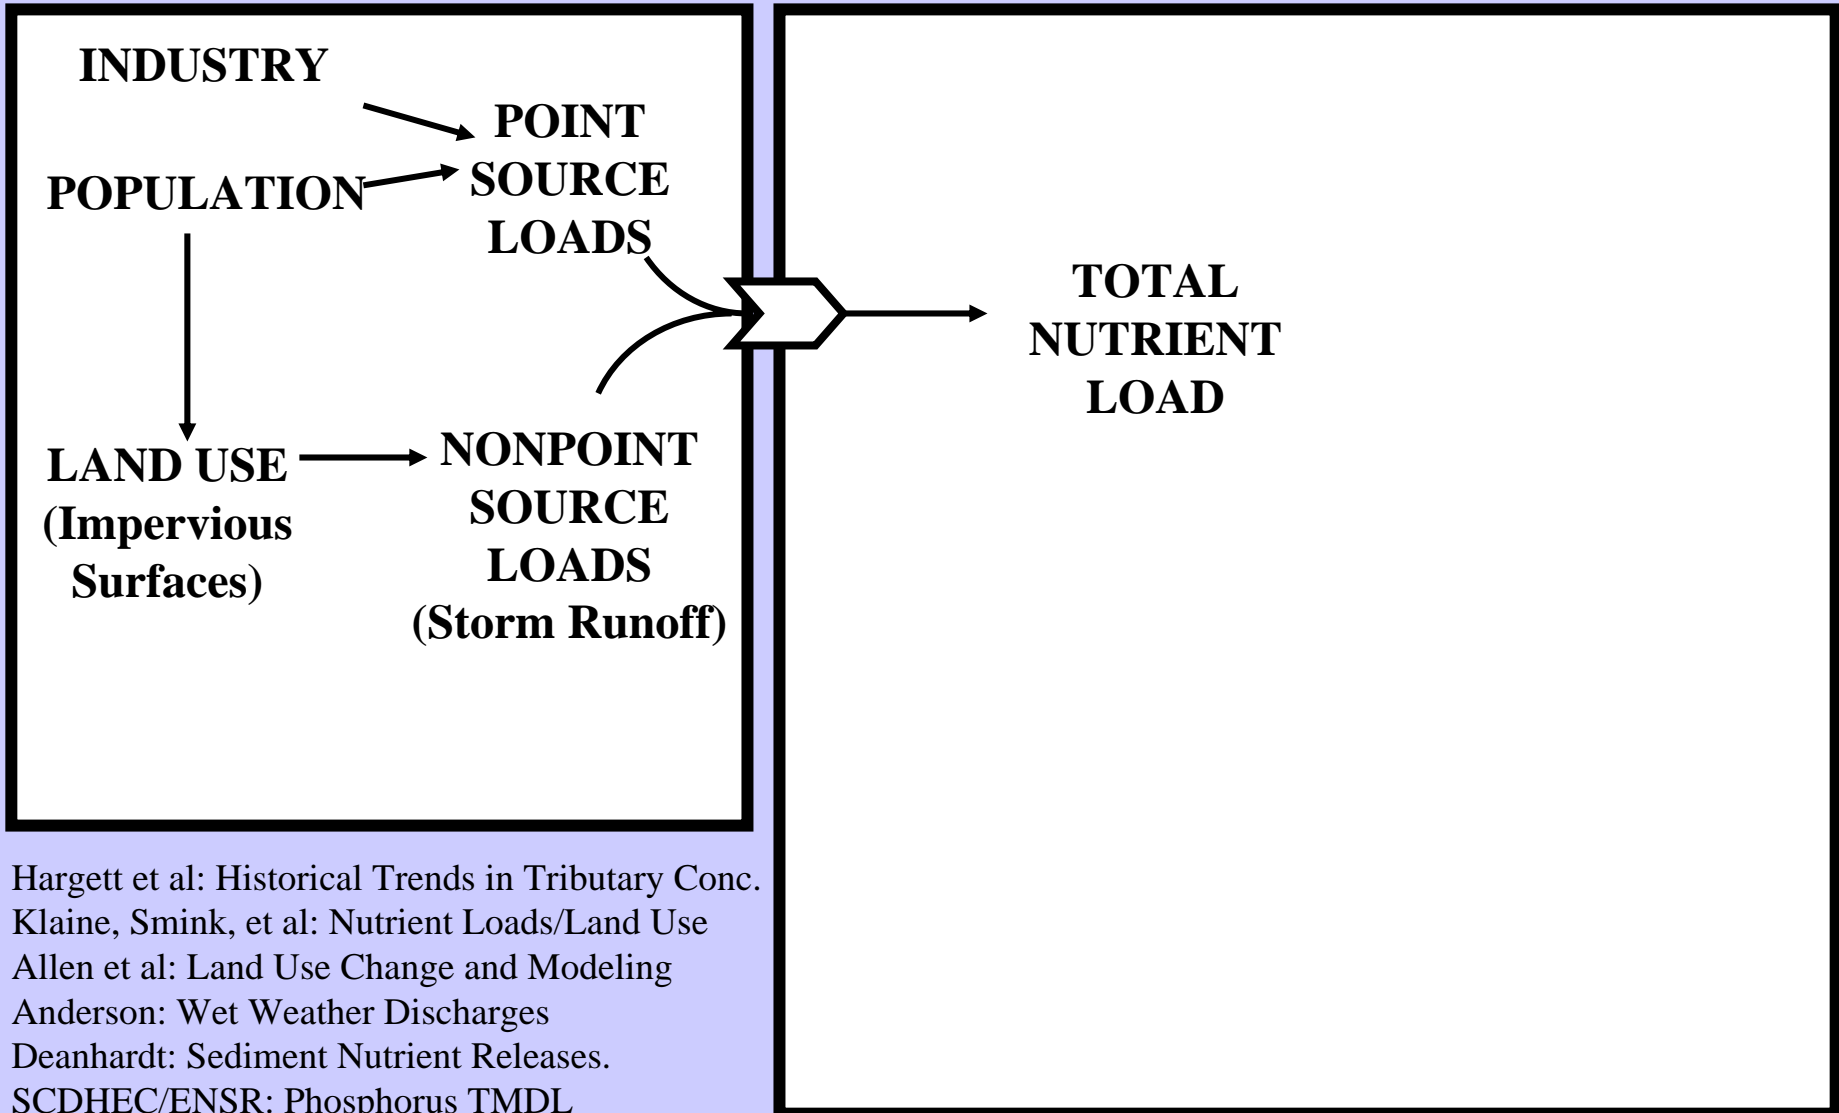 INDUSTRY
POPULATION
POINT
SOURCE
LOADS
LAND USE
(Impervious
Surfaces)
NONPOINT
SOURCE
LOADS
(Storm Runoff)
TOTAL
NUTRIENT
LOAD
Hargett et al: Historical Trends in Tributary Conc.
Klaine, Smink, et al: Nutrient Loads/Land Use
Allen et al: Land Use Change and Modeling
Anderson: Wet Weather Discharges
Deanhardt: Sediment Nutrient Releases.
SCDHEC/ENSR: Phosphorus TMDL